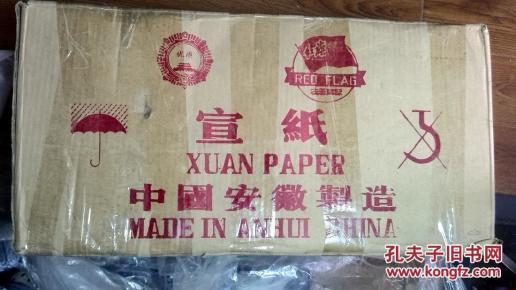 RED FLAG
宣紙
XUAN PAPER
中國安徽製造
MADE IN ANHUI CHINA
孔夫子旧书网
www.kongfz.com